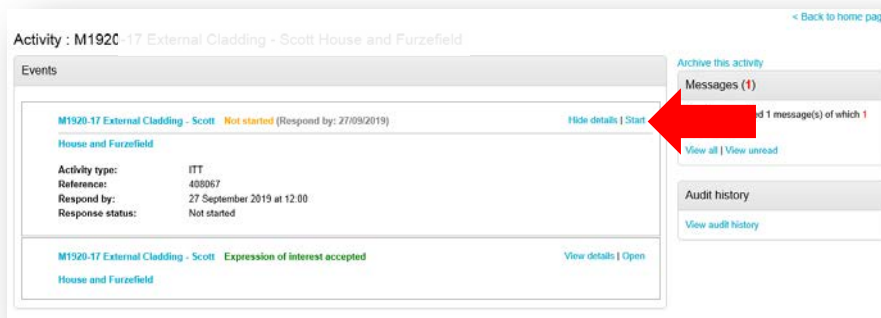 < Back to home pag
Activity : M1920-17 External Cladding - Scott House and Furzefield
Events
M1920-17 External Cladding - Scott Not started (Respond by: 27/09/2019) Hide details | Start
House and Furzefield
Activity type: ITT
Reference: 408067
Respond by: 27 September 2019 at 12:00
Response status: Not started
M1920-17 External Cladding - Scott Expression of interest accepted View details | Open
House and Furzefield
Archive this activity
Messages (1)
ed 1 message(s) of which 1
View all | View unread
Audit history
View audit history